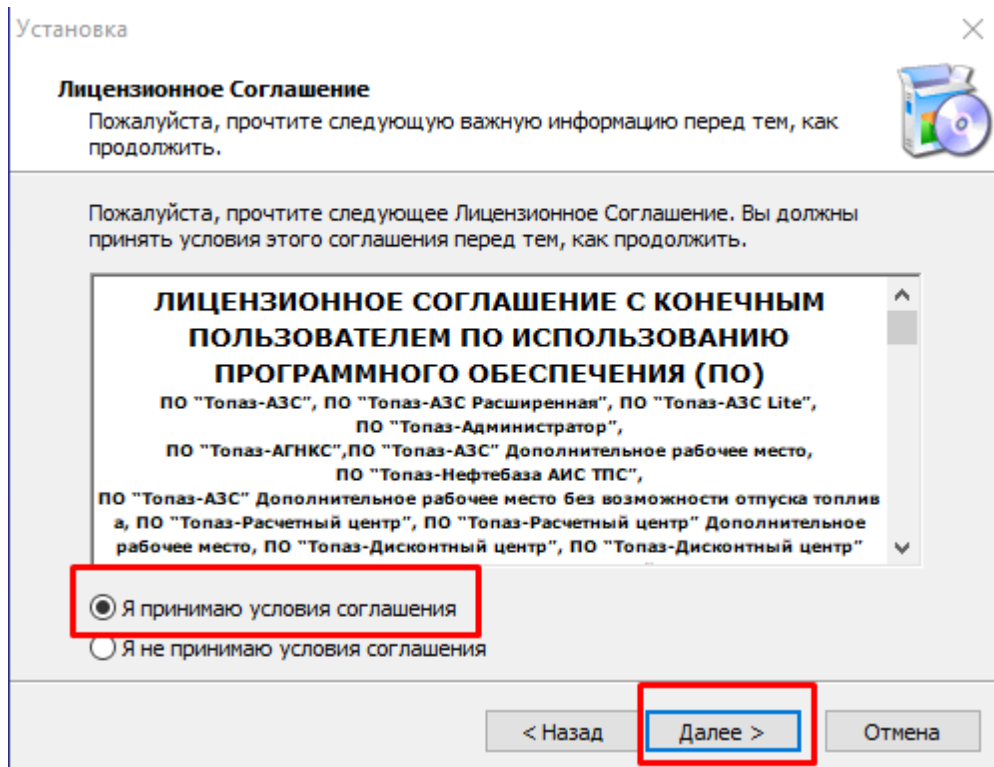 Установка
Лицензионное Соглашение
Пожалуйста, прочтите следующую важную информацию перед тем, как
продолжить.
Пожалуйста, прочтите следующее Лицензионное Соглашение. Вы должны
принять условия этого соглашения перед тем, как продолжить.
ЛИЦЕНЗИОННОЕ СОГЛАШЕНИЕ С КОНЕЧНЫМ
ПОЛЬЗОВАТЕЛЕМ ПО ИСПОЛЬЗОВАНИЮ
ПРОГРАММНОГО ОБЕСПЕЧЕНИЯ (ПО)
ПО "Топаз-АЗС", ПО "Топаз-АЗС Расширенная", ПО "Топаз-АЗС Lite",
ПО "Топаз-Администратор",
ПО "Топаз-АГНКС",ПО "Топаз-АЗС" Дополнительное рабочее место,
ПО "Топаз-Нефтебаза АИС ТПС",
ПО "Топаз-АЗС" Дополнительное рабочее место без возможности отпуска топлив
а, ПО "Топаз-Расчетный центр", ПО "Топаз-Расчетный центр" Дополнительное
рабочее место, ПО "Топаз-Дисконтный центр", ПО "Топаз-Дисконтный центр"
Я принимаю условия соглашения
Я не принимаю условия соглашения
< Назад
Далее >
Отмена